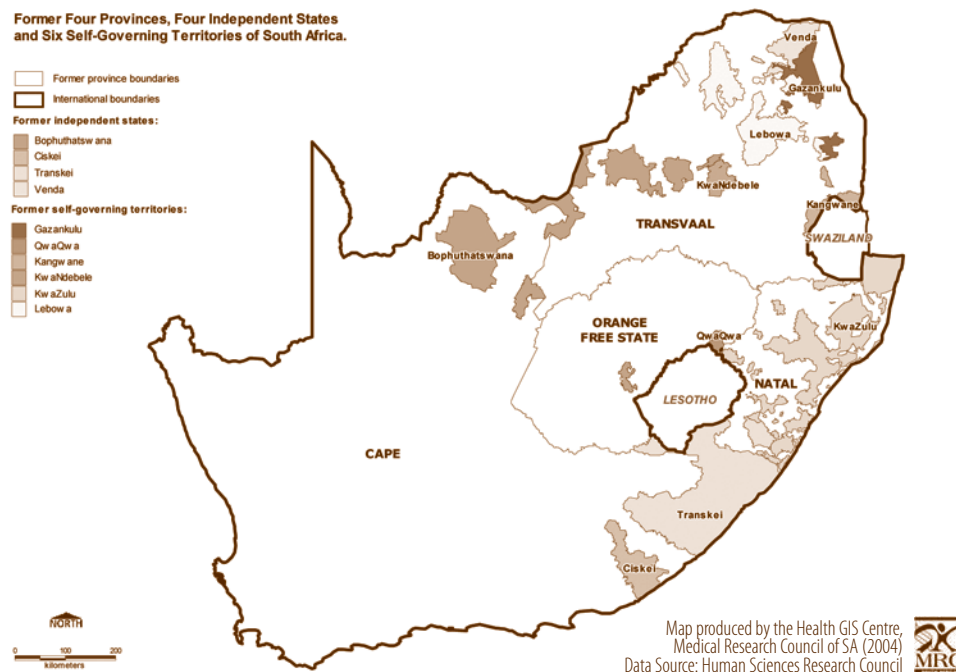 Former Four Provinces, Four Independent States
and Six Self-Governing Territories of South Africa.
Former province boundaries
International boundaries
Former independent states:
Bophuthatswana
Ciskei
Transkei
Venda
Former self-governing territories:
Gazankulu
QwaQwa
Kangwane
KwaNdebele
KwaZulu
Lebowa
Venda
Gazankulu
Lebowa
KwaNdebele
Kangwane
TRANSVAAL
SWAZILAND
Bophuthatswana
ORANGE
FREE STATE
QwaQwa
KwaZulu
NATAL
LESOTHO
CAPE
Transkei
Ciskei
NORTH
0 100 200
kilometers
Map produced by the Health GIS Centre,
Medical Research Council of SA (2004)
Data Source: Human Sciences Research Council
MRC